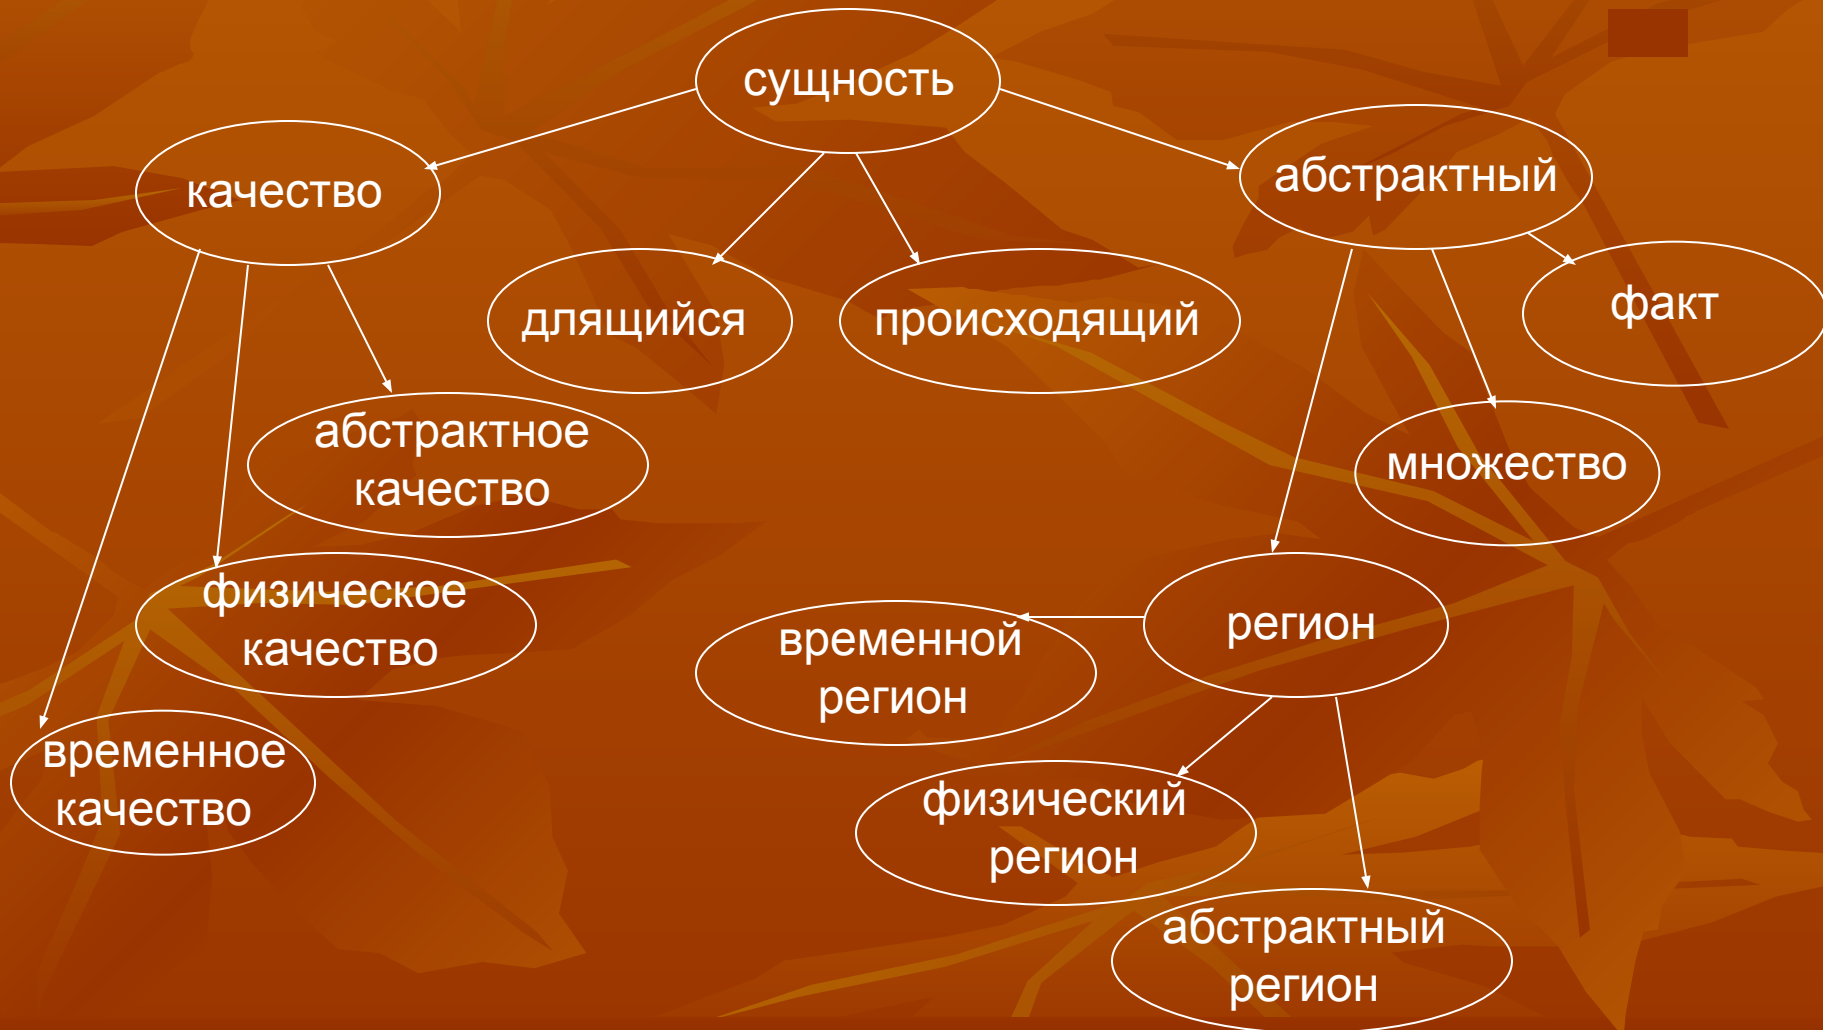 сущность
качество
абстрактный
длящийся
происходящий
факт
абстрактное
качество
множество
физическое
качество
временной
регион
регион
временное
качество
физический
регион
абстрактный
регион